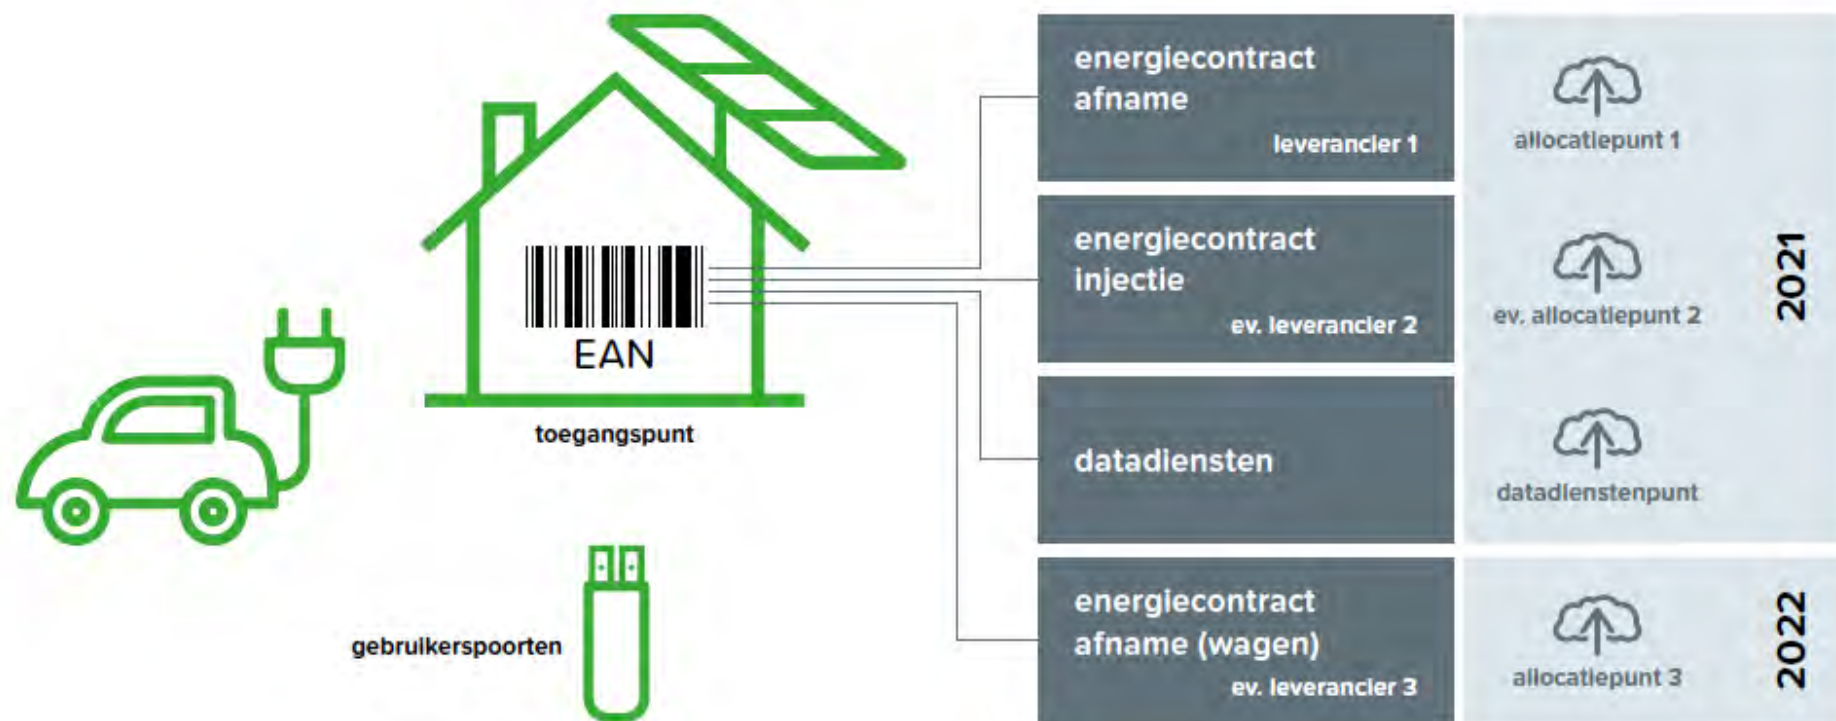 energiecontract
afname
leverancier 1
allocatiepunt 1
energiecontract
injectie
ev. leverancier 2
ev. allocatiepunt 2
2021
EAN
toegangspunt
datadiensten
datadienstenpunt
gebruikerspoorten
energiecontract
afname (wagen)
ev. leverancier 3
allocatiepunt 3
2022